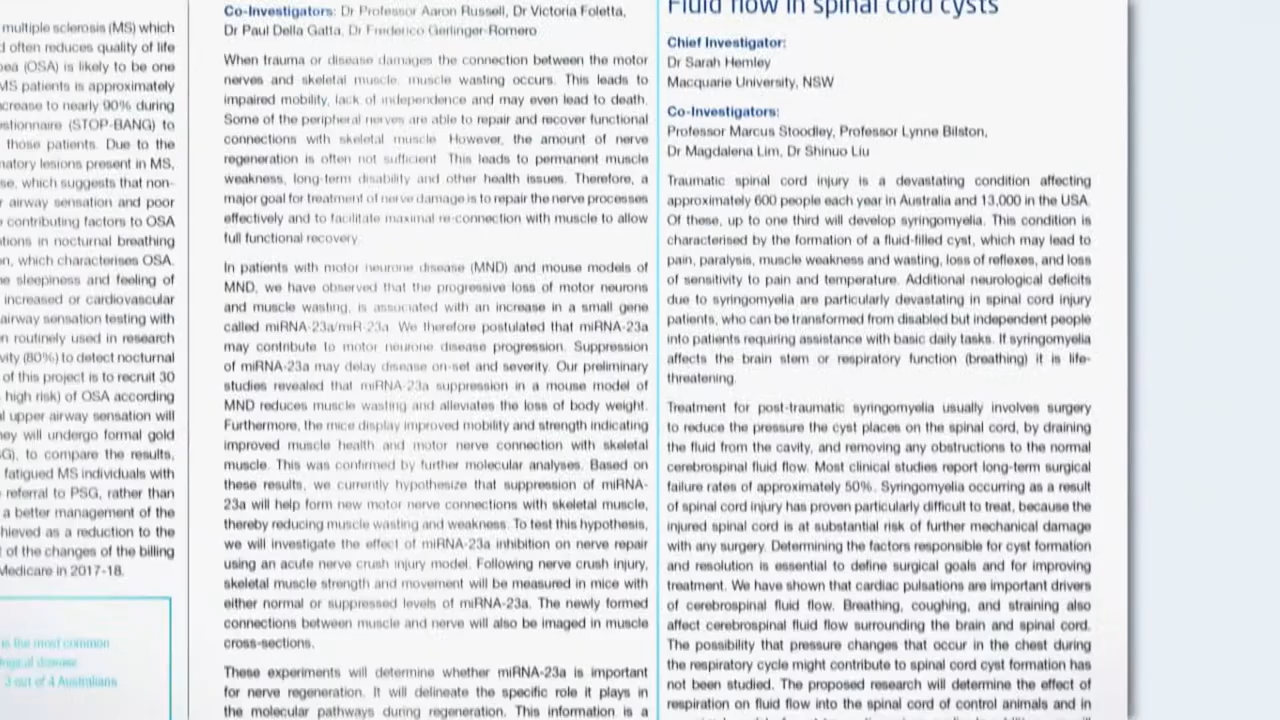 multiple sclerosis (MS) which
often reduces quality of life
(OSA) is likely to be one
MS patients is approximately
to nearly 90% during
(STOP-BANG) to
those patients. Due to the
lesions present in MS,
which suggests that non-
airway sensation and poor
contributing factors to OSA
in nocturnal breathing
which characterises OSA.
sleepiness and feeling of
increased or cardiovascular
airway sensation testing with
routinely used in research
(80%) to detect nocturnal
of this project is to recruit 30
high risk) of OSA according
upper airway sensation will
will undergo formal gold
to compare the results,
fatigued MS individuals with
referral to PSG, rather than
a better management of the
as a reduction to the
of the changes of the billing
Medicare in 2017-18.
is the most common
disease
3 out of 4 Australians
Co-Investigators: Dr Professor Aaron Russell, Dr Victoria Foletta,
Dr Paul Della Gatta, Dr Frederico Gerlinger-Romero
When trauma or disease damages the connection between the motor
nerves and skeletal muscle, muscle wasting occurs. This leads to
impaired mobility, lack of independence and may even lead to death.
Some of the peripheral nerves are able to repair and recover functional
connections with skeletal muscle However, the amount of nerve
regeneration is often not sufficient This leads to permanent muscle
weakness, long-term disability and other health issues. Therefore, a
major goal for treatment of nerve damage is to repair the nerve processes
effectively and to facilitate maximal re-connection with muscle to allow
full functional recovery.
In patients with motor neurone disease (MND) and mouse models of
MND, we have observed that the progressive loss of motor neurons
and muscle wasting, is associated with an increase in a small gene
called miRNA-23a/miR-23a. We therefore postulated that miRNA-23a
may contribute to motor neurone disease progression. Suppression
of miRNA-23a may delay disease on-set and severity. Our preliminary
studies revealed that miRNA-23a suppression in a mouse model of
MND reduces muscle wasting and alleviates the loss of body weight.
Furthermore, the mice display improved mobility and strength indicating
improved muscle health and motor nerve connection with skeletal
muscle. This was confirmed by further molecular analyses. Based on
these results, we currently hypothesize that suppression of miRNA-
23a will help form new motor nerve connections with skeletal muscle,
thereby reducing muscle wasting and weakness. To test this hypothesis,
we will investigate the effect of miRNA-23a inhibition on nerve repair
using an acute nerve crush injury model. Following nerve crush injury,
skeletal muscle strength and movement will be measured in mice with
either normal or suppressed levels of miRNA-23a. The newly formed
connections between muscle and nerve will also be imaged in muscle
cross-sections.
These experiments will determine whether miRNA-23a is important
for nerve regeneration. It will delineate the specific role it plays in
the molecular pathways during regeneration. This information is a
Fluid flow in spinal cord cysts
Chief Investigator:
Dr Sarah Hemley
Macquarie University, NSW
Co-Investigators:
Professor Marcus Stoodley, Professor Lynne Bilston,
Dr Magdalena Lim, Dr Shinuo Liu
Traumatic spinal cord injury is a devastating condition affecting
approximately 600 people each year in Australia and 13,000 in the USA.
Of these, up to one third will develop syringomyelia. This condition is
characterised by the formation of a fluid-filled cyst, which may lead to
pain, paralysis, muscle weakness and wasting, loss of reflexes, and loss
of sensitivity to pain and temperature. Additional neurological deficits
due to syringomyelia are particularly devastating in spinal cord injury
patients, who can be transformed from disabled but independent people
into patients requiring assistance with basic daily tasks. If syringomyelia
affects the brain stem or respiratory function (breathing) it is life-
threatening.
Treatment for post-traumatic syringomyelia usually involves surgery
to reduce the pressure the cyst places on the spinal cord, by draining
the fluid from the cavity, and removing any obstructions to the normal
cerebrospinal fluid flow. Most clinical studies report long-term surgical
failure rates of approximately 50%. Syringomyelia occurring as a result
of spinal cord injury has proven particularly difficult to treat, because the
injured spinal cord is at substantial risk of further mechanical damage
with any surgery. Determining the factors responsible for cyst formation
and resolution is essential to define surgical goals and for improving
treatment. We have shown that cardiac pulsations are important drivers
of cerebrospinal fluid flow. Breathing, coughing, and straining also
affect cerebrospinal fluid flow surrounding the brain and spinal cord.
The possibility that pressure changes that occur in the chest during
the respiratory cycle might contribute to spinal cord cyst formation has
not been studied. The proposed research will determine the effect of
respiration on fluid flow into the spinal cord of control animals and in